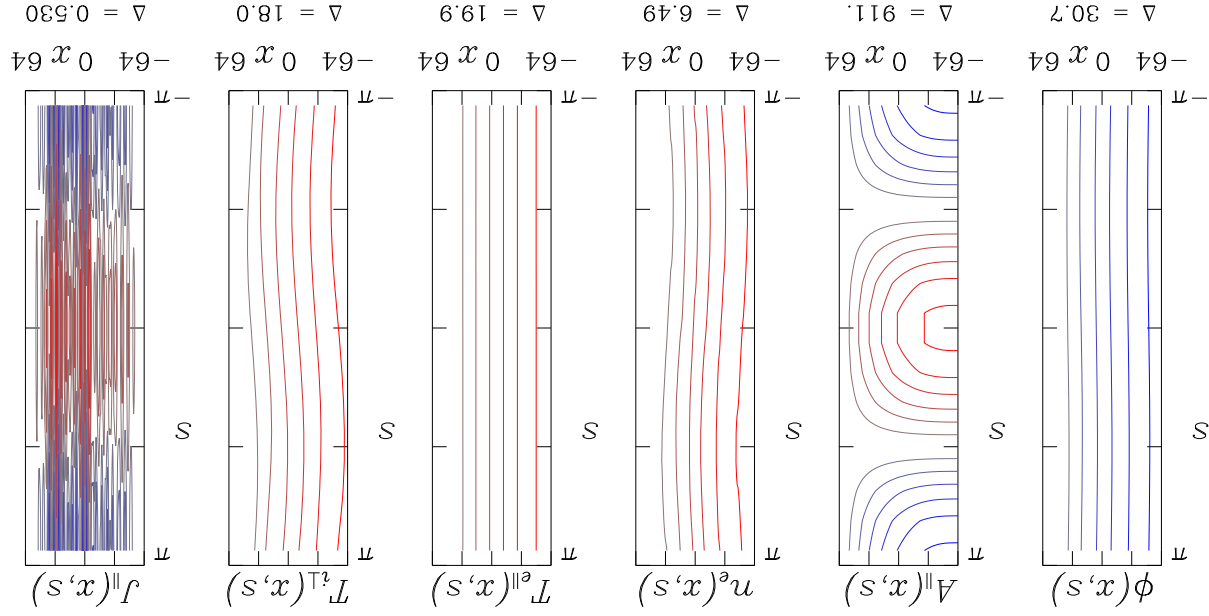 φ(x,s) A∥(x,s) nₑ(x,s) Tₑ∥(x,s) Tᵢ⊥(x,s) J∥(x,s)
π π π π π π
s s s s s
-π -π -π -π -π -π
-64 0 x 64 -64 0 x 64 -64 0 x 64 -64 0 x 64 -64 0 x 64 -64 0 x 64
Δ = 30.7 Δ = 911. Δ = 6.49 Δ = 19.9 Δ = 18.0 Δ = 0.530